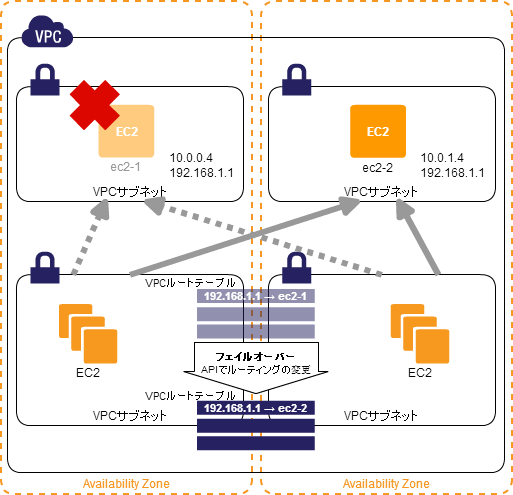 VPC
EC2
ec2-1
10.0.0.4
192.168.1.1
VPCサブネット
EC2
ec2-2
10.0.1.4
192.168.1.1
VPCサブネット
VPCルートテーブル
192.168.1.1 → ec2-1
EC2
EC2
フェイルオーバー
APIでルーティングの変更
VPCルートテーブル
192.168.1.1 → ec2-2
VPCサブネット
VPCサブネット
Availability Zone
Availability Zone